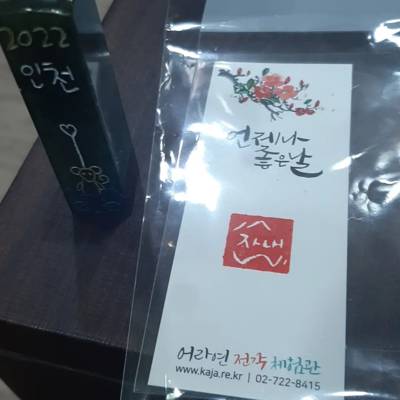 2022
인천
언제나
좋은날
자내
어라연 전각 체험관
www.kaja.re.kr | 02-722-8415